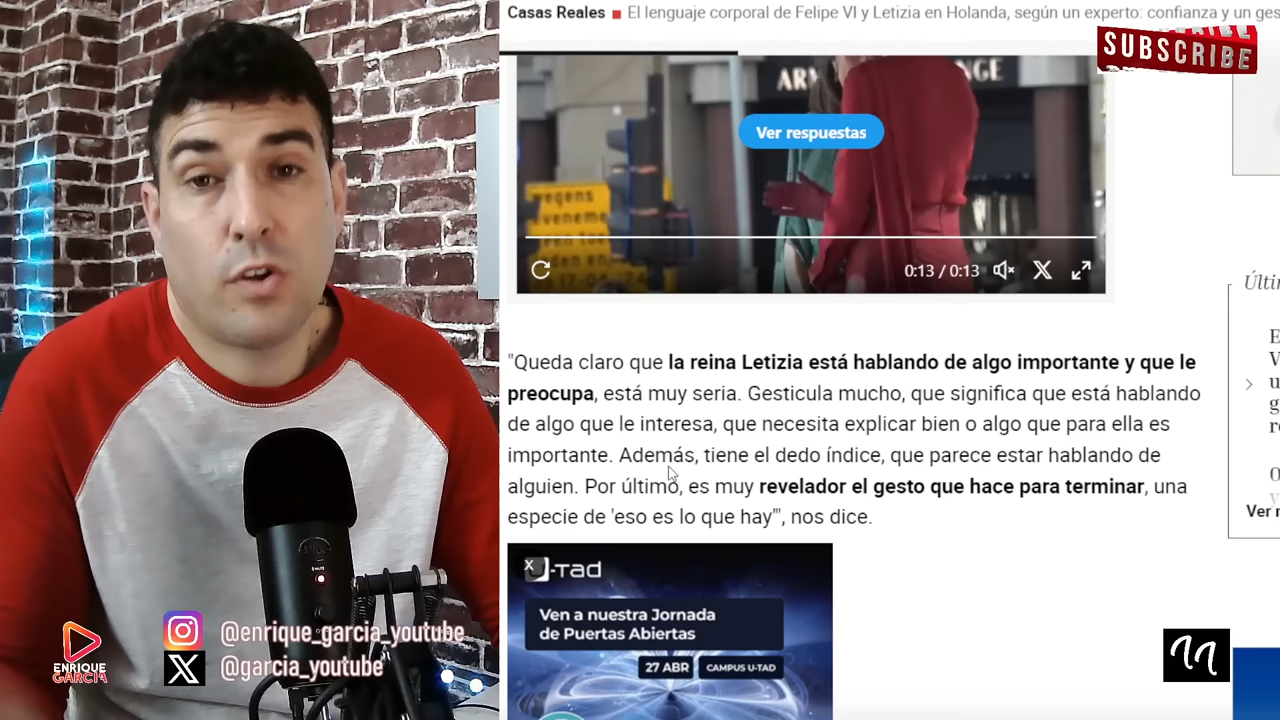 Casas Reales El lenguaje corporal de Felipe VI y Letizia en Holanda, según un experto: confianza y un ges
SUBSCRIBE
Ver respuestas
0:13 / 0:13
"Queda claro que la reina Letizia está hablando de algo importante y que le
preocupa, está muy seria. Gesticula mucho, que significa que está hablando
de algo que le interesa, que necesita explicar bien o algo que para ella es
importante. Además, tiene el dedo índice, que parece estar hablando de
alguien. Por último, es muy revelador el gesto que hace para terminar, una
especie de 'eso es lo que hay'", nos dice.
X U-tad
Ven a nuestra Jornada
de Puertas Abiertas
27 ABR CAMPUS U-TAD
Últi
Ver
@enrique_garcia_youtube
@garcia_youtube
ENRIQUE
GARCIA